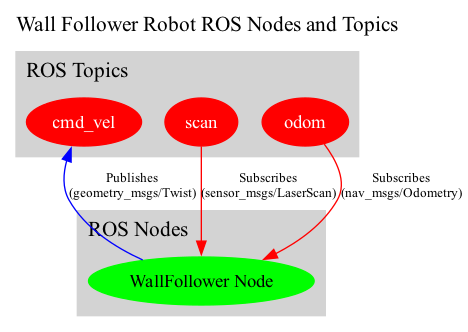 Wall Follower Robot ROS Nodes and Topics
ROS Topics
cmd_vel
scan
odom
Publishes
(geometry_msgs/Twist)
Subscribes
(sensor_msgs/LaserScan)
Subscribes
(nav_msgs/Odometry)
ROS Nodes
WallFollower Node